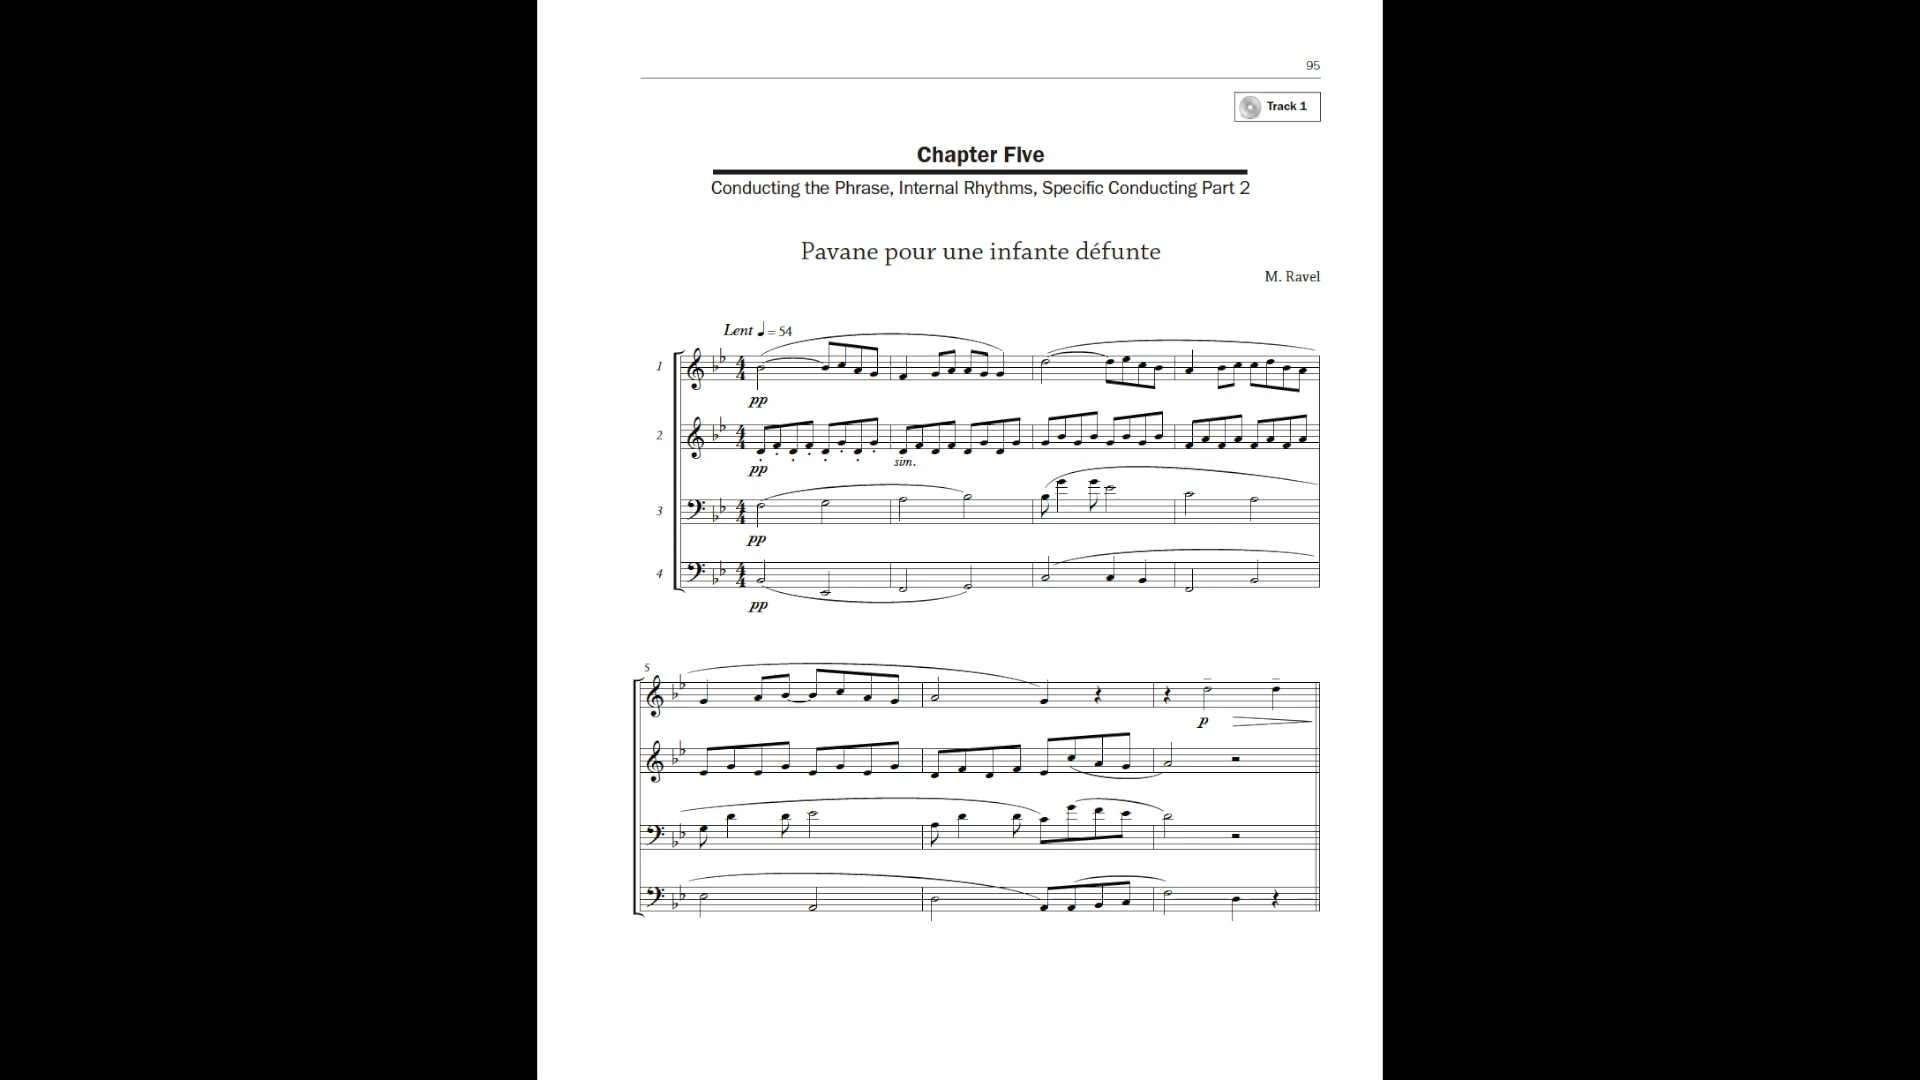 95
Track 1
Chapter FIve
Conducting the Phrase, Internal Rhythms, Specific Conducting Part 2
Pavane pour une infante défunte
M. Ravel
Lent ♩ = 54
1
pp
2
pp
sim.
3
pp
4
pp
5
p